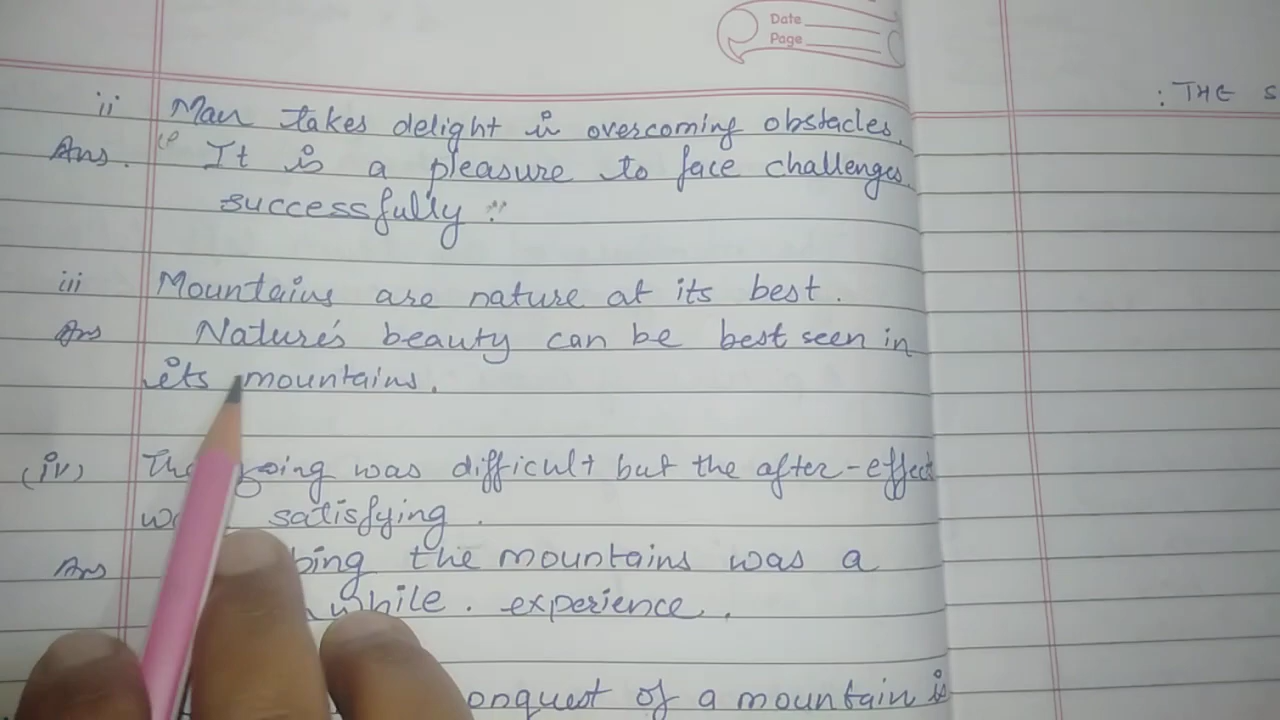 Date
Page
: THE S
ii Man takes delight in overcoming obstacles.
Ans. It is a pleasure to face challenges
successfully.
iii Mountains are nature at its best.
Ans Nature's beauty can be best seen in
its mountains.
(iv) going was difficult but the after-effect
satisfying.
Ans the mountains was a
while. experience.
of a mountain is